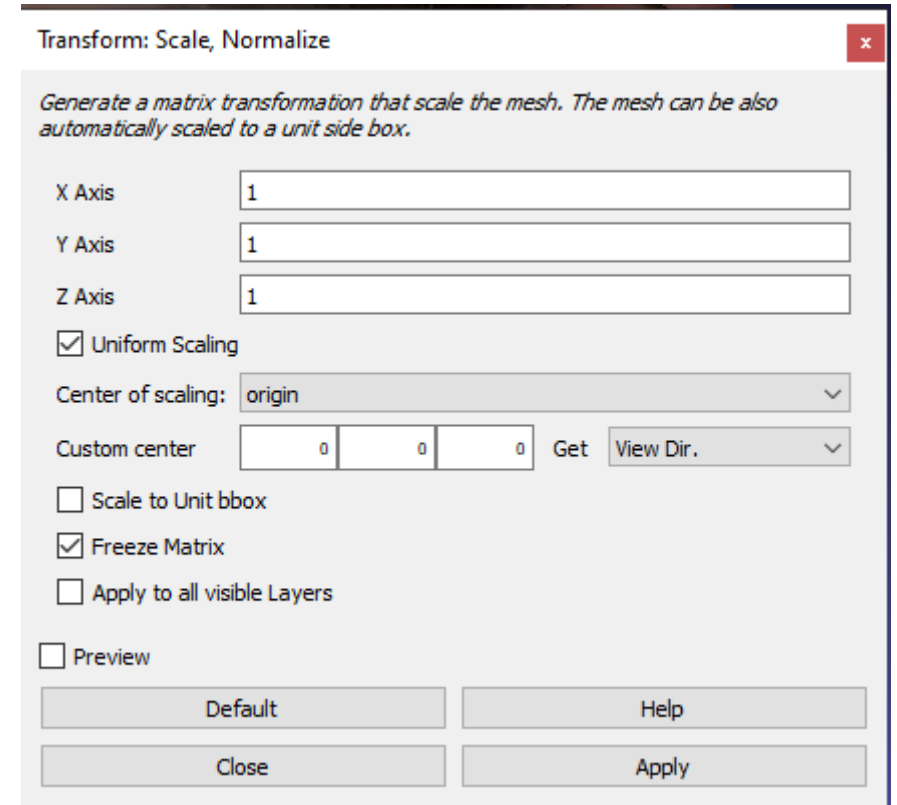 Transform: Scale, Normalize
x
Generate a matrix transformation that scale the mesh. The mesh can be also
automatically scaled to a unit side box.
X Axis 1
Y Axis 1
Z Axis 1
Uniform Scaling
Center of scaling: origin
Custom center 0 0 0 Get View Dir.
Scale to Unit bbox
Freeze Matrix
Apply to all visible Layers
Preview
Default Help
Close Apply